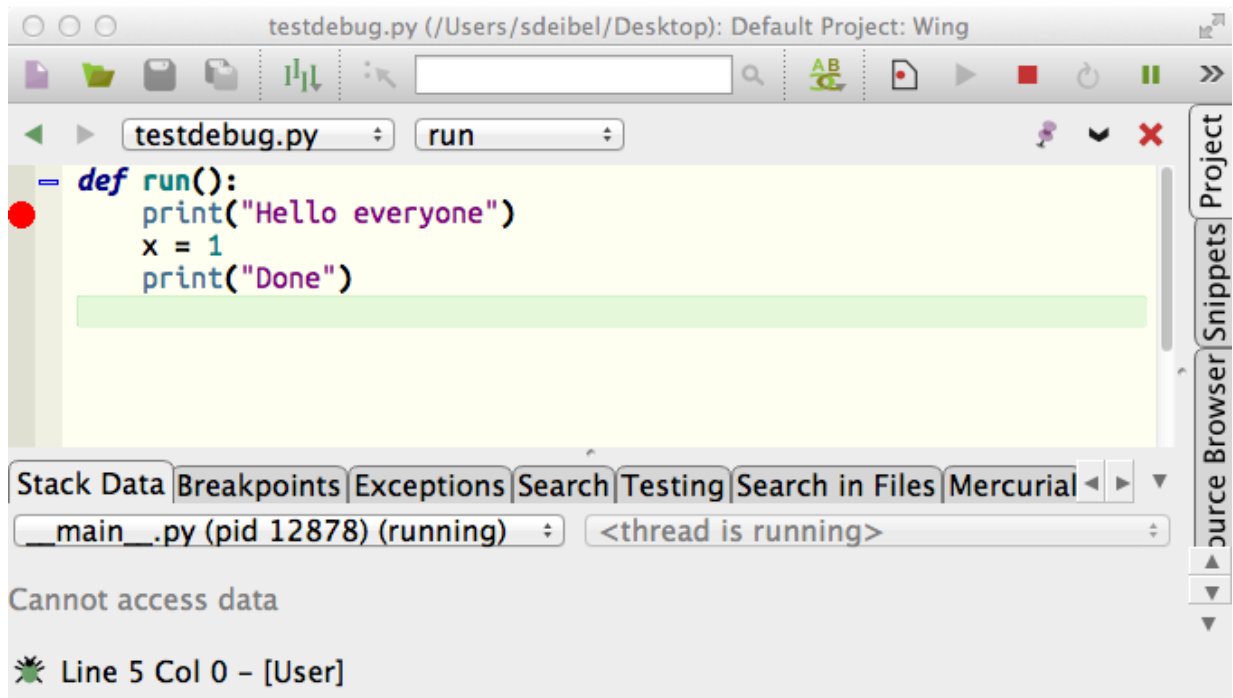 testdebug.py (/Users/sdeibel/Desktop): Default Project: Wing
AB
testdebug.py run
def run():
    print("Hello everyone")
    x = 1
    print("Done")
Project
Snippets
ource Browser
Stack Data Breakpoints Exceptions Search Testing Search in Files Mercurial
__main__.py (pid 12878) (running) <thread is running>
Cannot access data
Line 5 Col 0 – [User]